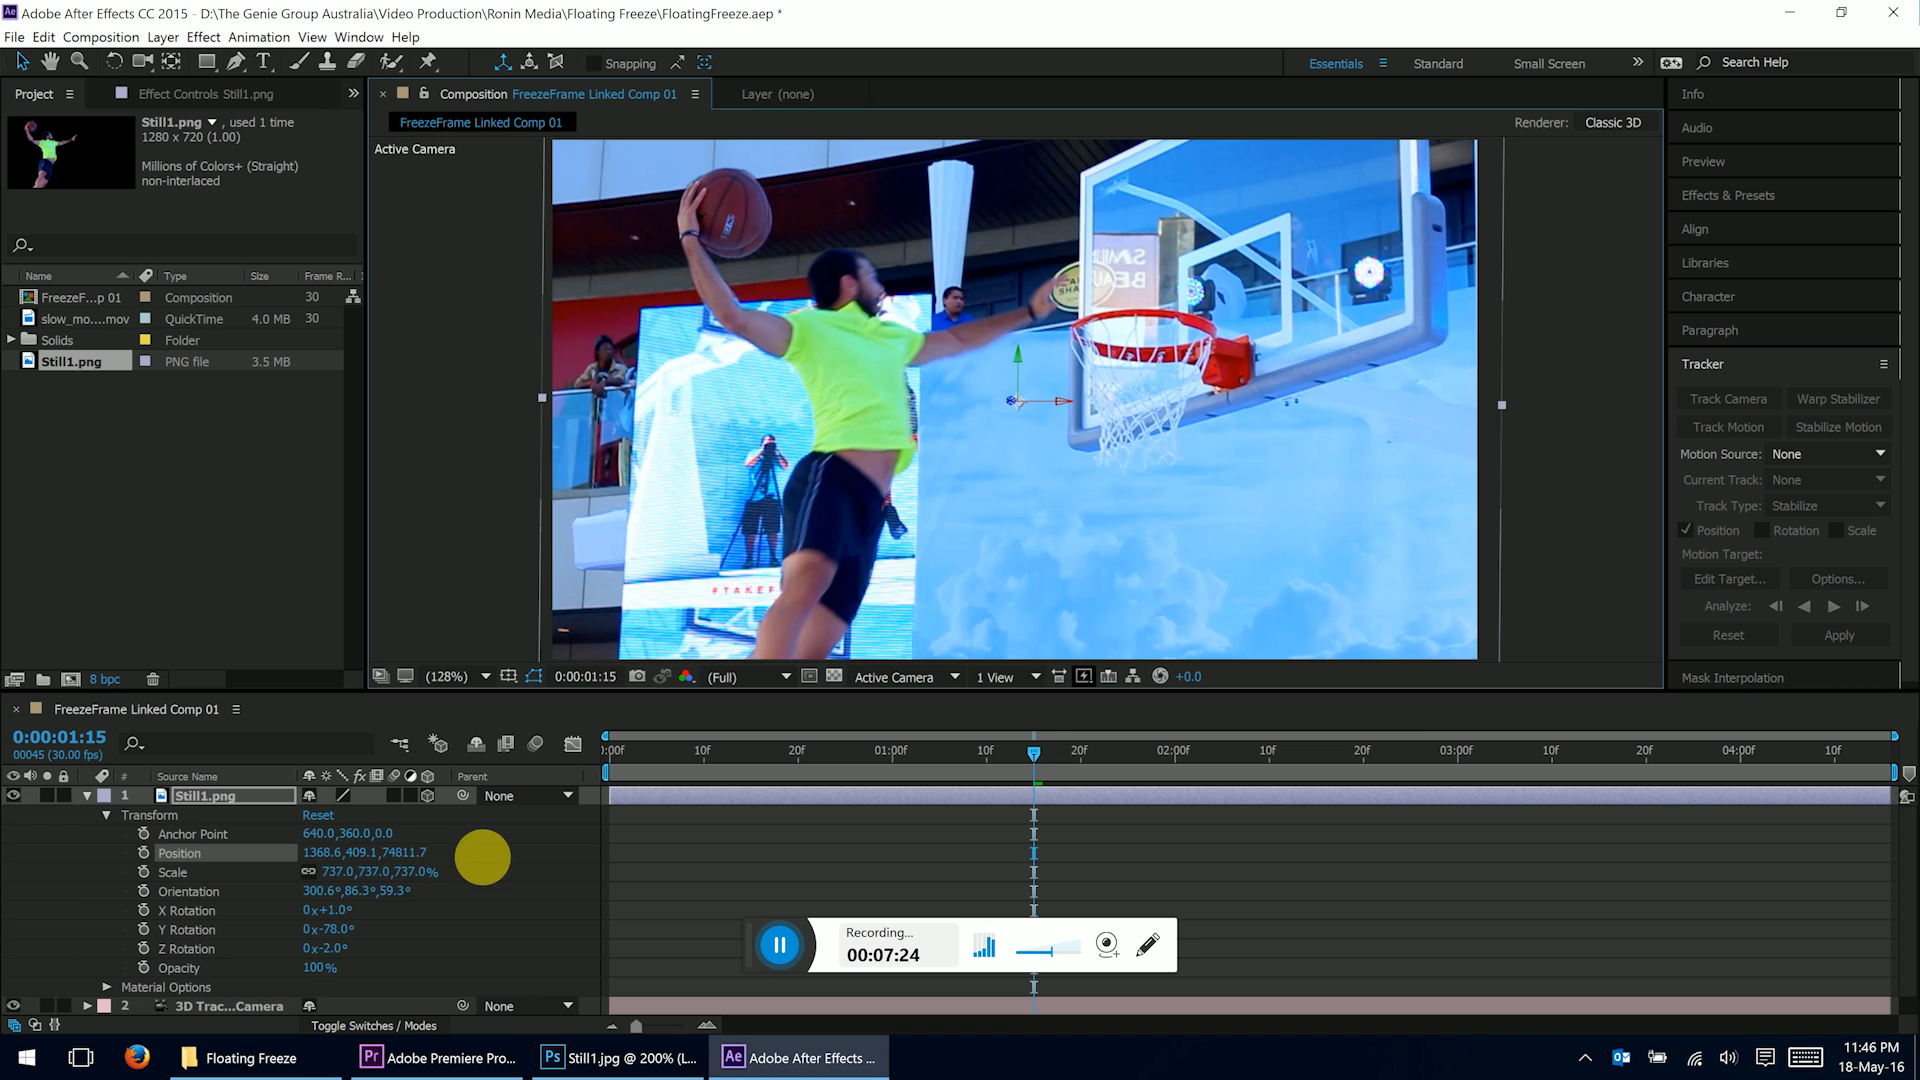 Adobe After Effects CC 2015 - D:\The Genie Group Australia\Video Production\Ronin Media\Floating Freeze\FloatingFreeze.aep *
File Edit Composition Layer Effect Animation View Window Help
Snapping
Essentials Standard Small Screen Search Help
Project Effect Controls Still1.png
Composition FreezeFrame Linked Comp 01 Layer (none)
FreezeFrame Linked Comp 01 Renderer: Classic 3D
Still1.png , used 1 time
1280 x 720 (1.00)
Millions of Colors+ (Straight)
non-interlaced
Active Camera
Name Type Size Frame R...
FreezeF...p 01 Composition 30
slow_mo....mov QuickTime 4.0 MB 30
Solids Folder
Still1.png PNG file 3.5 MB
8 bpc
(128%) 0:00:01:15 (Full) Active Camera 1 View +0.0
Info
Audio
Preview
Effects & Presets
Align
Libraries
Character
Paragraph
Tracker
Track Camera Warp Stabilizer
Track Motion Stabilize Motion
Motion Source: None
Current Track: None
Track Type: Stabilize
Position Rotation Scale
Motion Target:
Edit Target... Options...
Analyze:
Reset Apply
Mask Interpolation
FreezeFrame Linked Comp 01
0:00:01:15
00045 (30.00 fps)
):00f 10f 20f 01:00f 10f 20f 02:00f 10f 20f 03:00f 10f 20f 04:00f 10f
# Source Name Parent
1 Still1.png None
Transform Reset
Anchor Point 640.0,360.0,0.0
Position 1368.6,409.1,74811.7
Scale 737.0,737.0,737.0%
Orientation 300.6°,86.3°,59.3°
X Rotation 0x+1.0°
Y Rotation 0x-78.0°
Z Rotation 0x-2.0°
Opacity 100%
Material Options
2 3D Trac...Camera None
Toggle Switches / Modes
Recording...
00:07:24
Floating Freeze Adobe Premiere Pro... Still1.jpg @ 200% (L... Adobe After Effects ...
11:46 PM
18-May-16